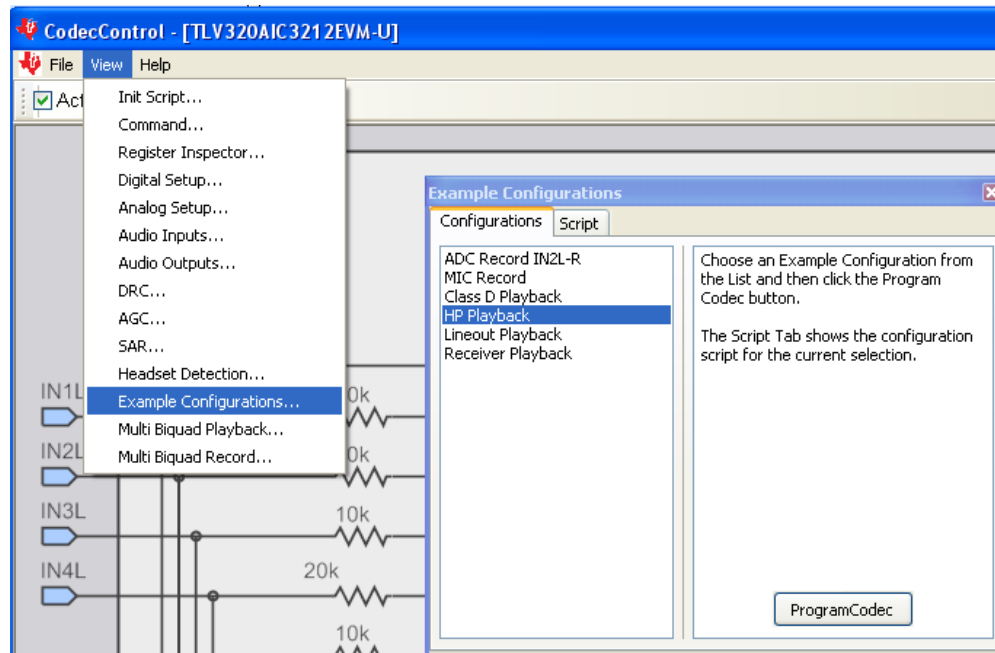 CodecControl - [TLV320AIC3212EVM-U]
File View Help
Act
Init Script...
Command...
Register Inspector...
Digital Setup...
Analog Setup...
Audio Inputs...
Audio Outputs...
DRC...
AGC...
SAR...
Headset Detection...
Example Configurations...
Multi Biquad Playback...
Multi Biquad Record...
Example Configurations
Configurations Script
ADC Record IN2L-R
MIC Record
Class D Playback
HP Playback
Lineout Playback
Receiver Playback
Choose an Example Configuration from
the List and then click the Program
Codec button.
The Script Tab shows the configuration
script for the current selection.
ProgramCodec
IN1L
0k
IN2L
0k
IN3L
10k
IN4L
20k
10k